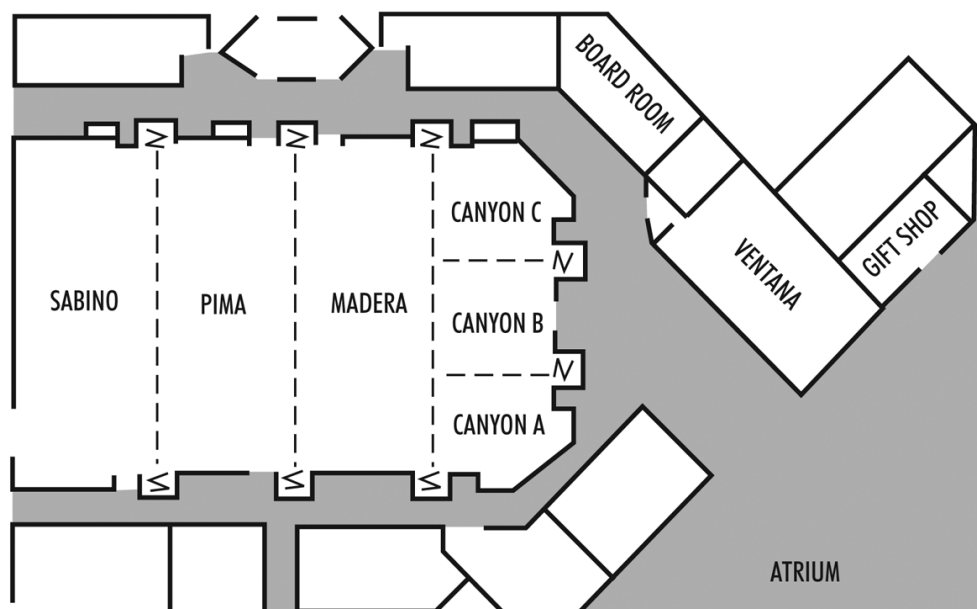 BOARD ROOM
CANYON C
GIFT SHOP
VENTANA
SABINO
PIMA
MADERA
CANYON B
CANYON A
ATRIUM